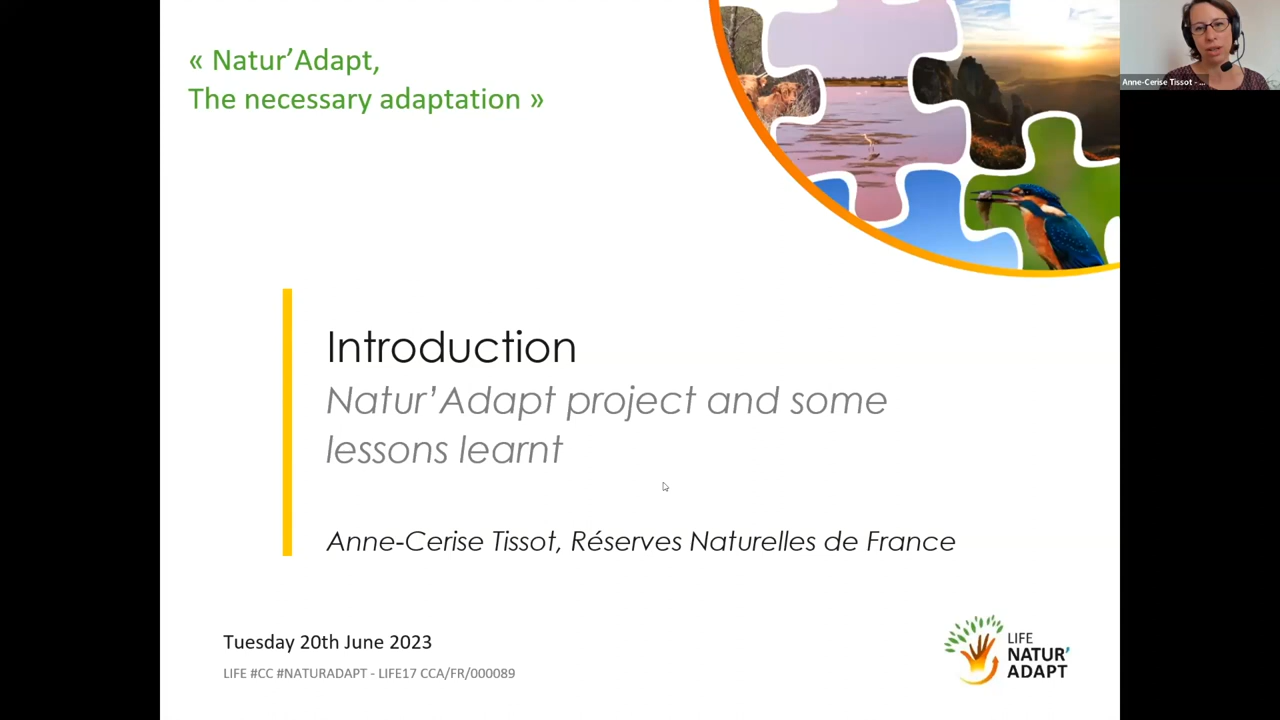 « Natur’Adapt,
The necessary adaptation »
Anne-Cerise Tissot - ...
Introduction
Natur’Adapt project and some
lessons learnt
Anne-Cerise Tissot, Réserves Naturelles de France
Tuesday 20th June 2023
LIFE #CC #NATURADAPT - LIFE17 CCA/FR/000089
LIFE
NATUR’
ADAPT